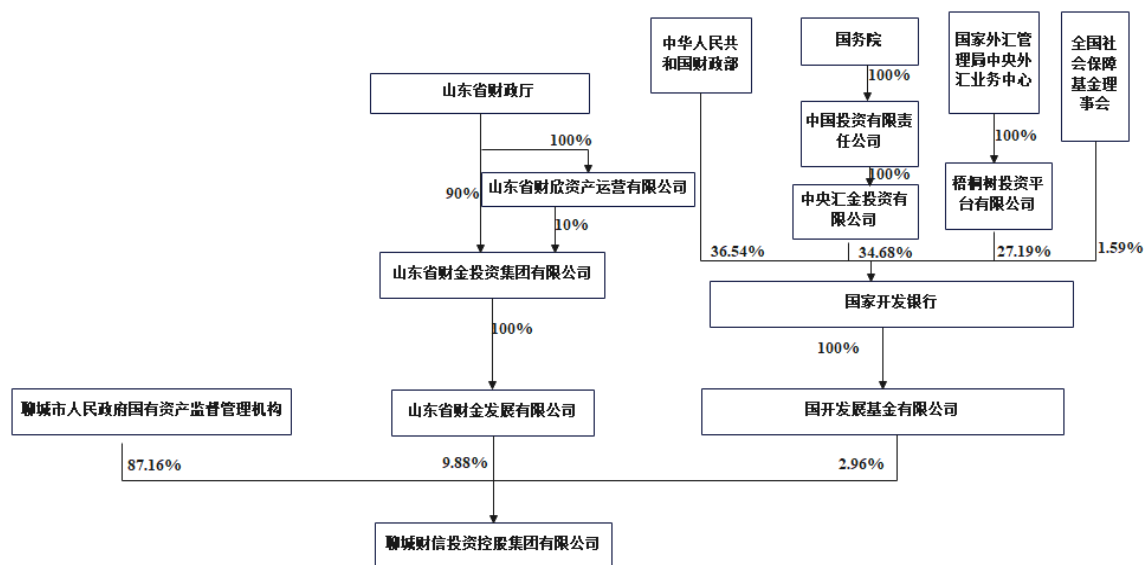 中华人民共
和国财政部
国务院
国家外汇管
理局中央外
汇业务中心
全国社
会保障
基金理
事会
山东省财政厅
100%
中国投资有限责
任公司
100%
100%
100%
山东省财欣资产运营有限公司
90%
中央汇金投资有
限公司
梧桐树投资平
台有限公司
10%
36.54%
34.68%
27.19%
1.59%
山东省财金投资集团有限公司
国家开发银行
100%
100%
聊城市人民政府国有资产监督管理机构
山东省财金发展有限公司
国开发展基金有限公司
87.16%
9.88%
2.96%
聊城财信投资控股集团有限公司